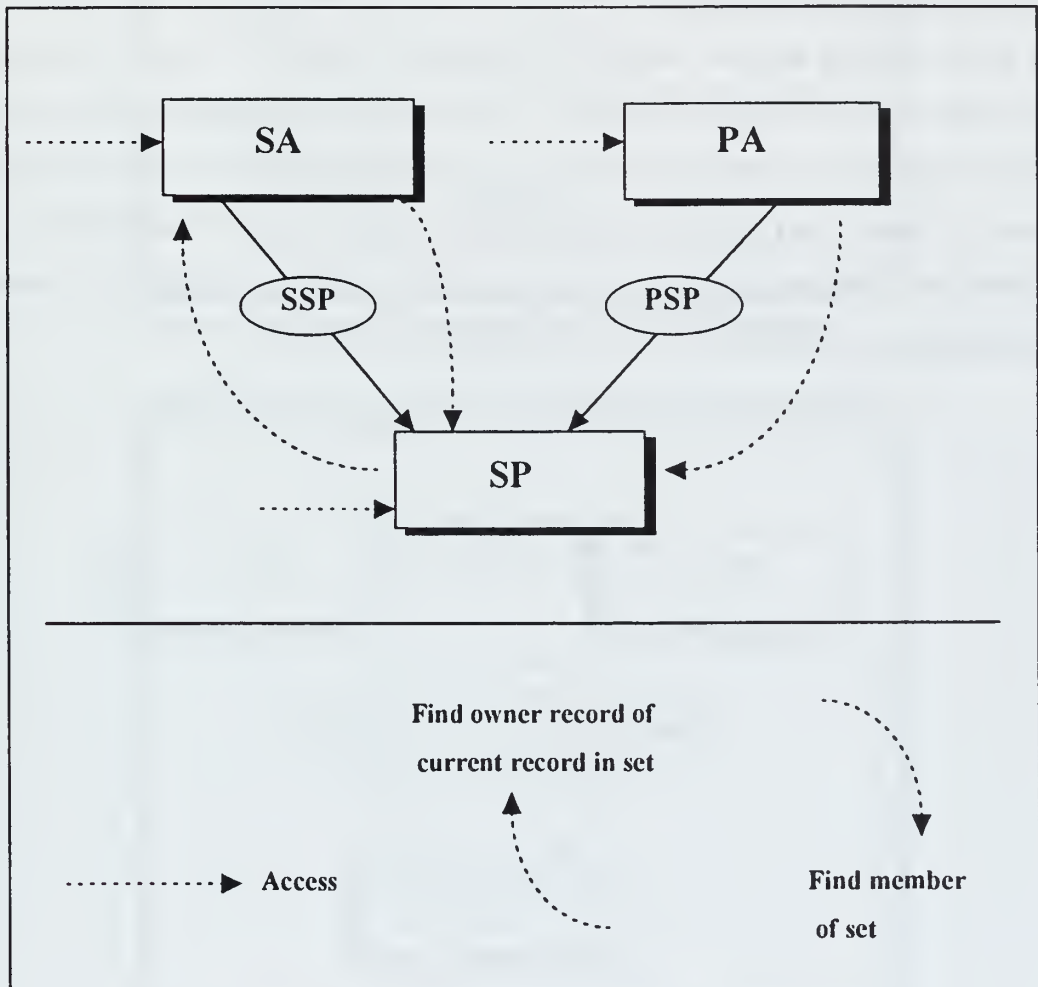 SA
PA
SSP
PSP
SP
Find owner record of
current record in set
Access
Find member
of set